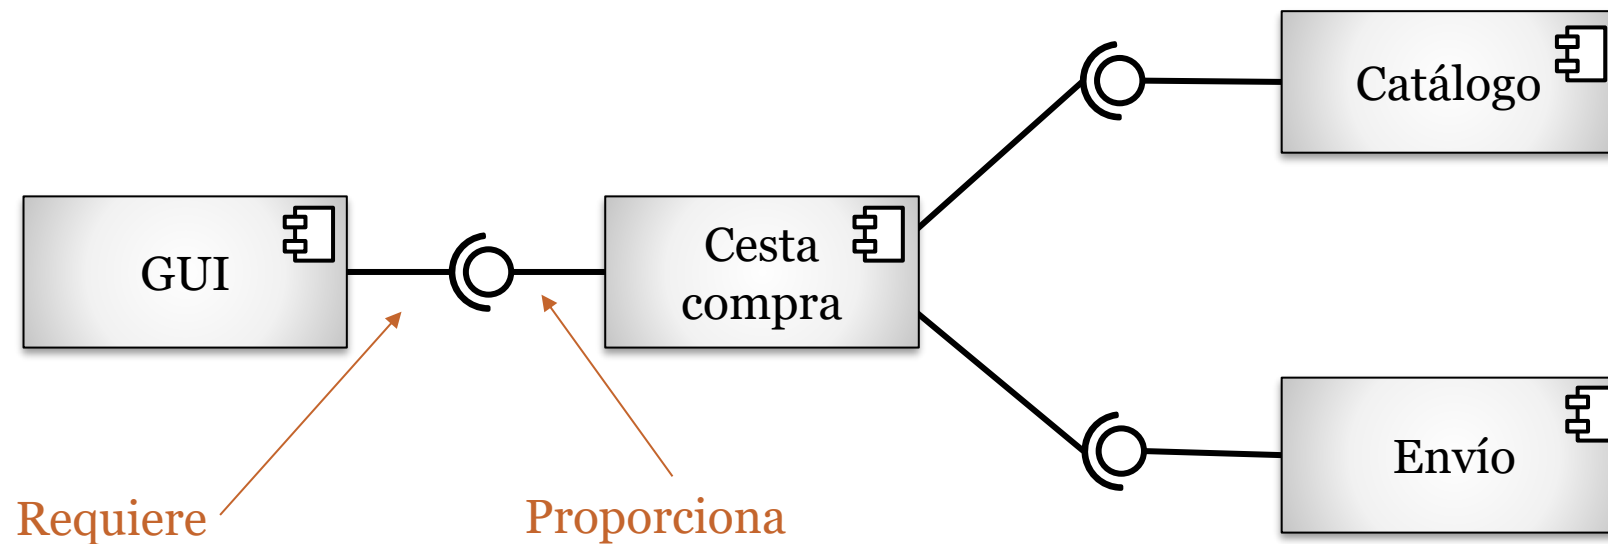 Catálogo
GUI
Cesta
compra
Envío
Requiere
Proporciona